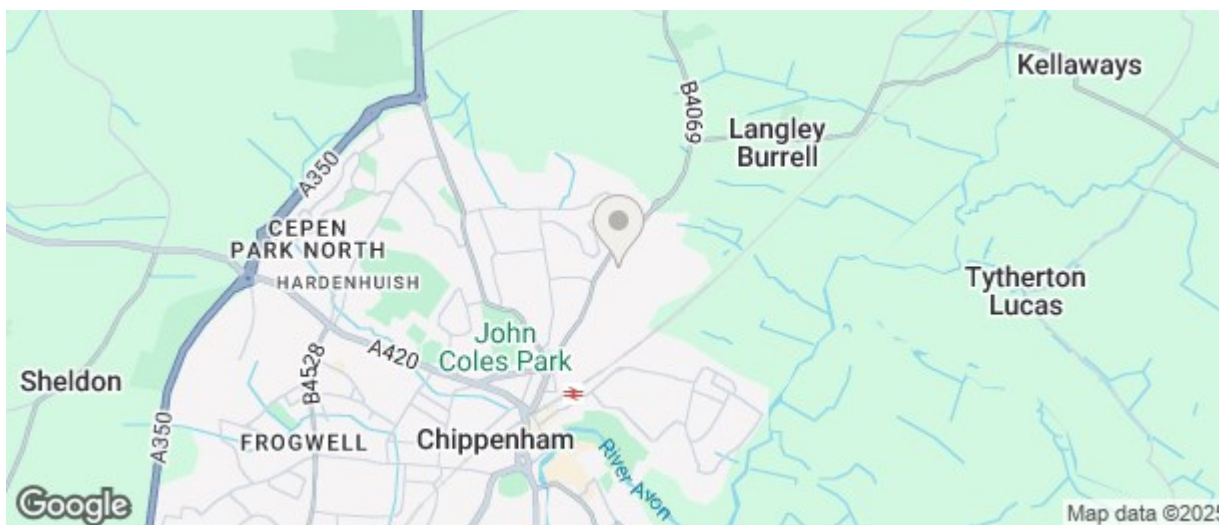 Kellaways
B4069
Langley
Burrell
A350
CEPEN
PARK NORTH
HARDENHUISH
Tytherton
Lucas
John
Coles Park
A420
B4528
Sheldon
A350
FROGWELL
Chippenham
River Avon
Google
Map data ©2025